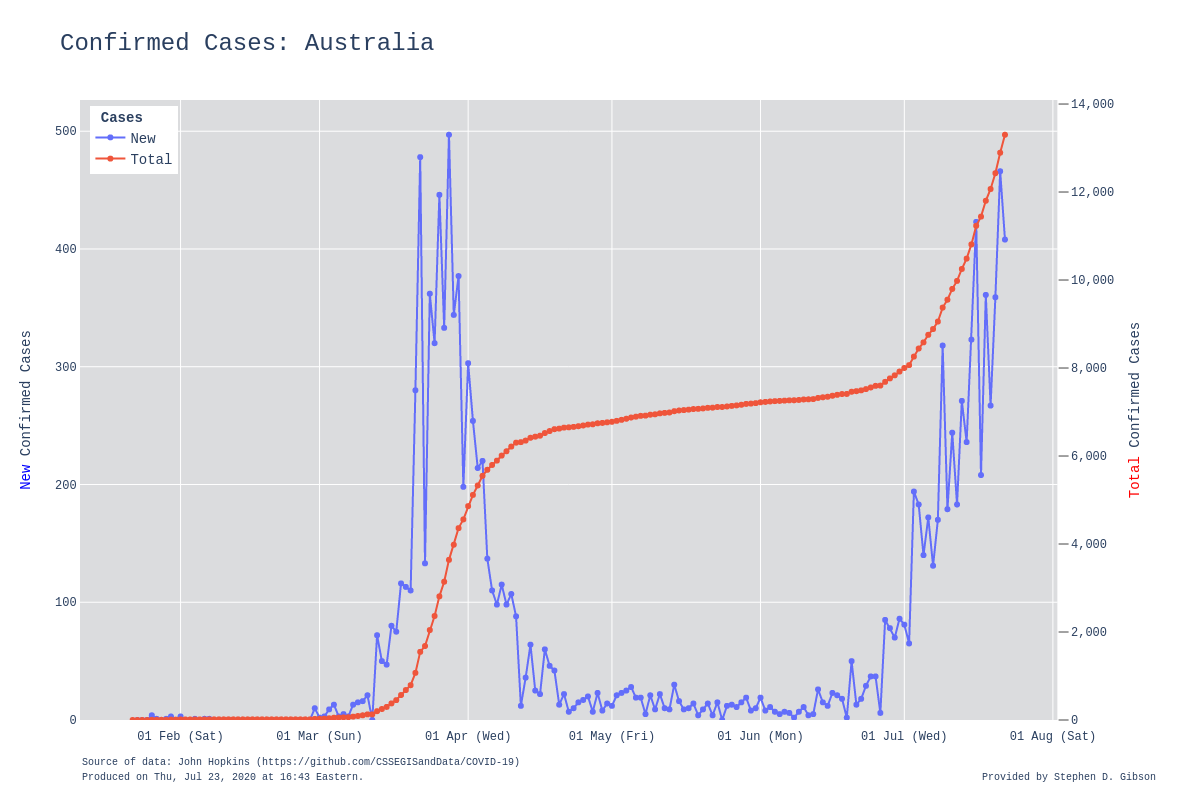 Confirmed Cases: Australia
Cases
New
Total
500
400
300
200
100
0
14,000
12,000
10,000
8,000
6,000
4,000
2,000
0
New Confirmed Cases
Total Confirmed Cases
01 Feb (Sat)
01 Mar (Sun)
01 Apr (Wed)
01 May (Fri)
01 Jun (Mon)
01 Jul (Wed)
01 Aug (Sat)
Source of data: John Hopkins (https://github.com/CSSEGISandData/COVID-19)
Produced on Thu, Jul 23, 2020 at 16:43 Eastern.
Provided by Stephen D. Gibson